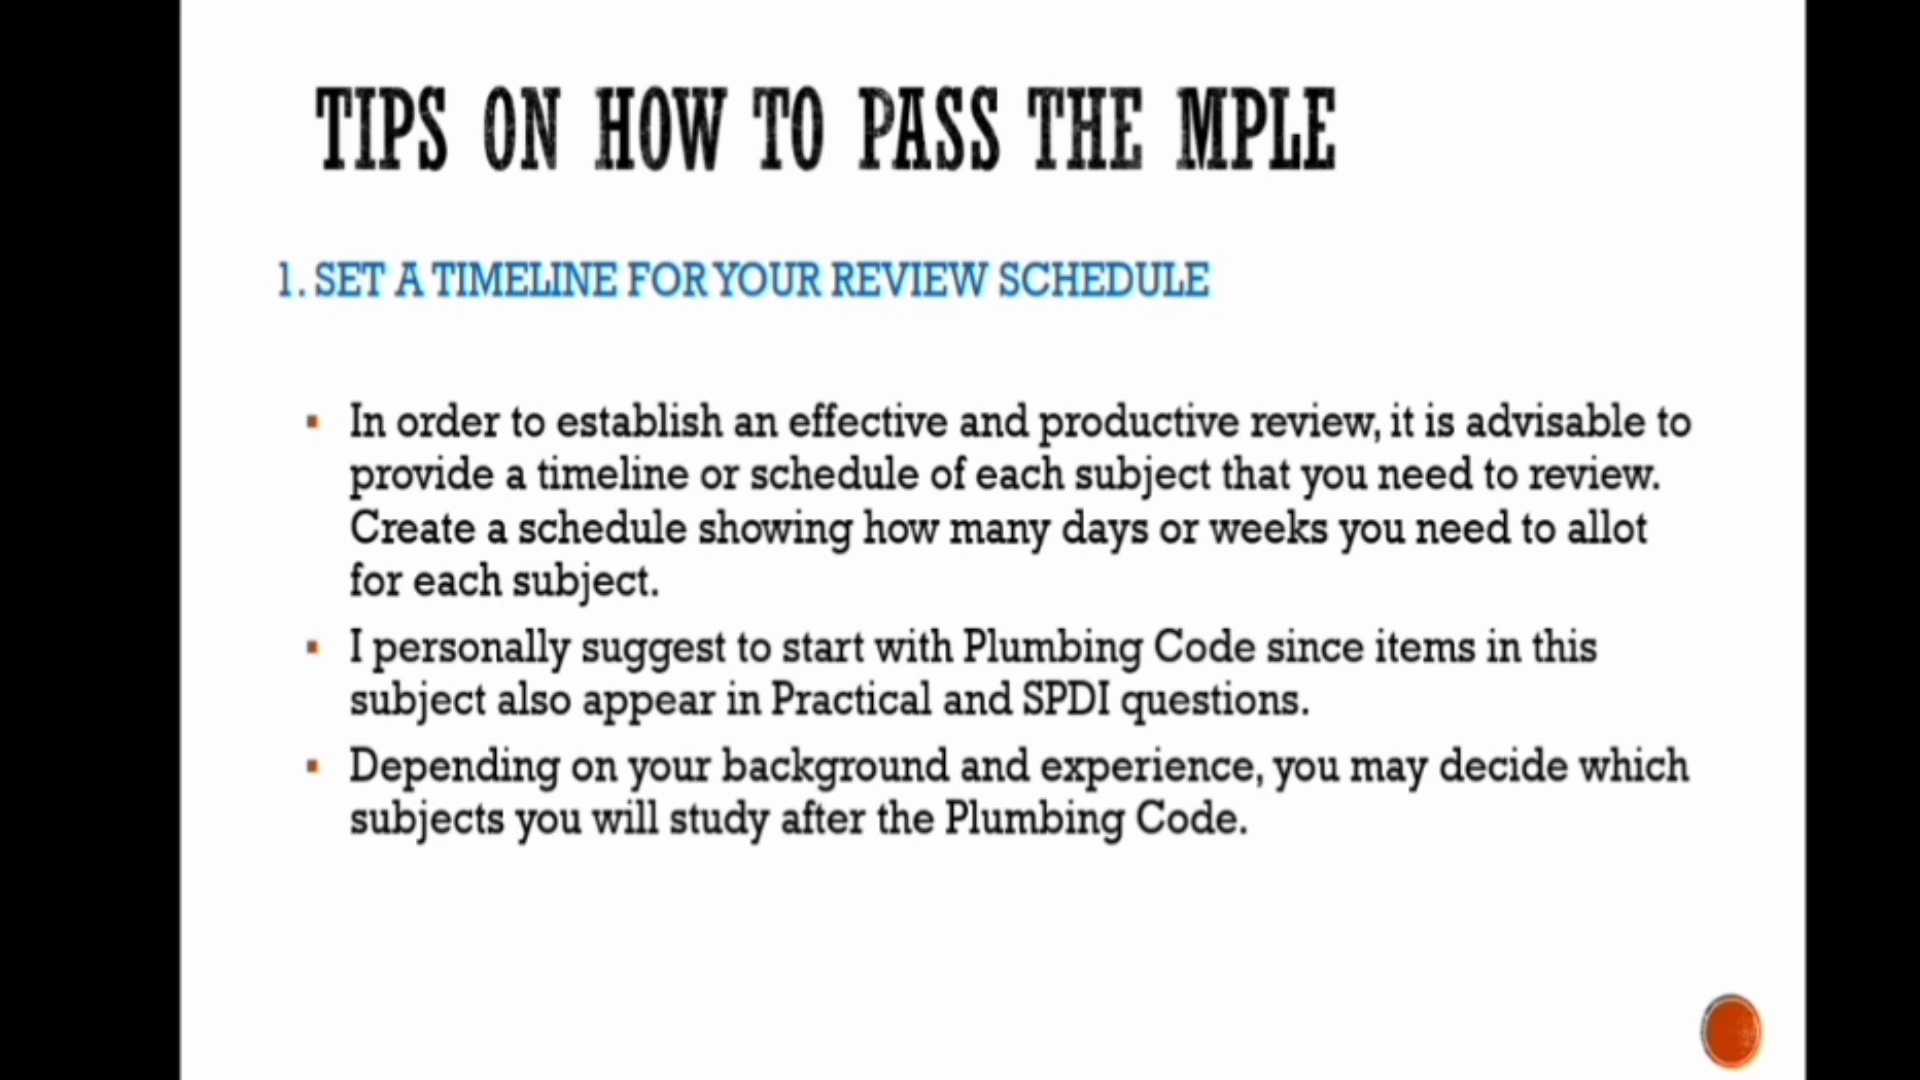 TIPS ON HOW TO PASS THE MPLE
1. SET A TIMELINE FOR YOUR REVIEW SCHEDULE
▪ In order to establish an effective and productive review, it is advisable to
provide a timeline or schedule of each subject that you need to review.
Create a schedule showing how many days or weeks you need to allot
for each subject.
▪ I personally suggest to start with Plumbing Code since items in this
subject also appear in Practical and SPDI questions.
▪ Depending on your background and experience, you may decide which
subjects you will study after the Plumbing Code.